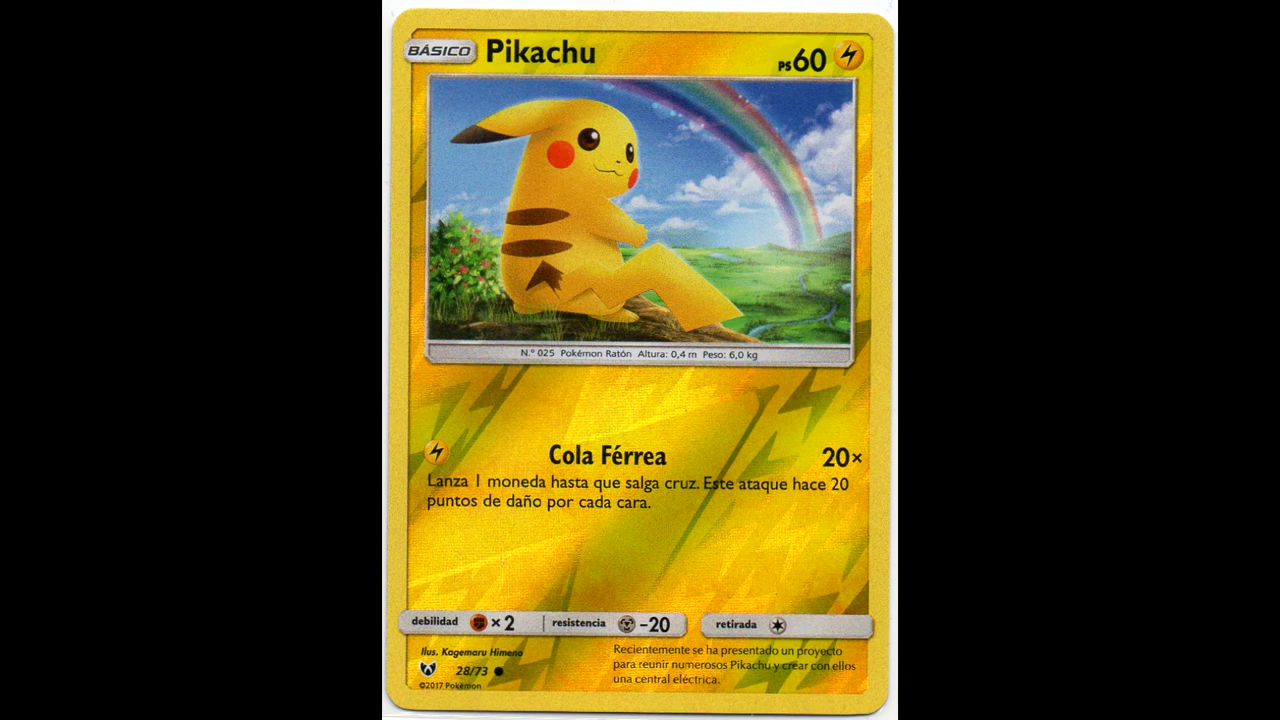 BÁSICO Pikachu PS60
N.º 025 Pokémon Ratón Altura: 0,4 m Peso: 6,0 kg
Cola Férrea 20×
Lanza 1 moneda hasta que salga cruz. Este ataque hace 20
puntos de daño por cada cara.
debilidad ×2 resistencia -20 retirada
Ilus. Kagemaru Himeno
28/73
©2017 Pokémon
Recientemente se ha presentado un proyecto
para reunir numerosos Pikachu y crear con ellos
una central eléctrica.